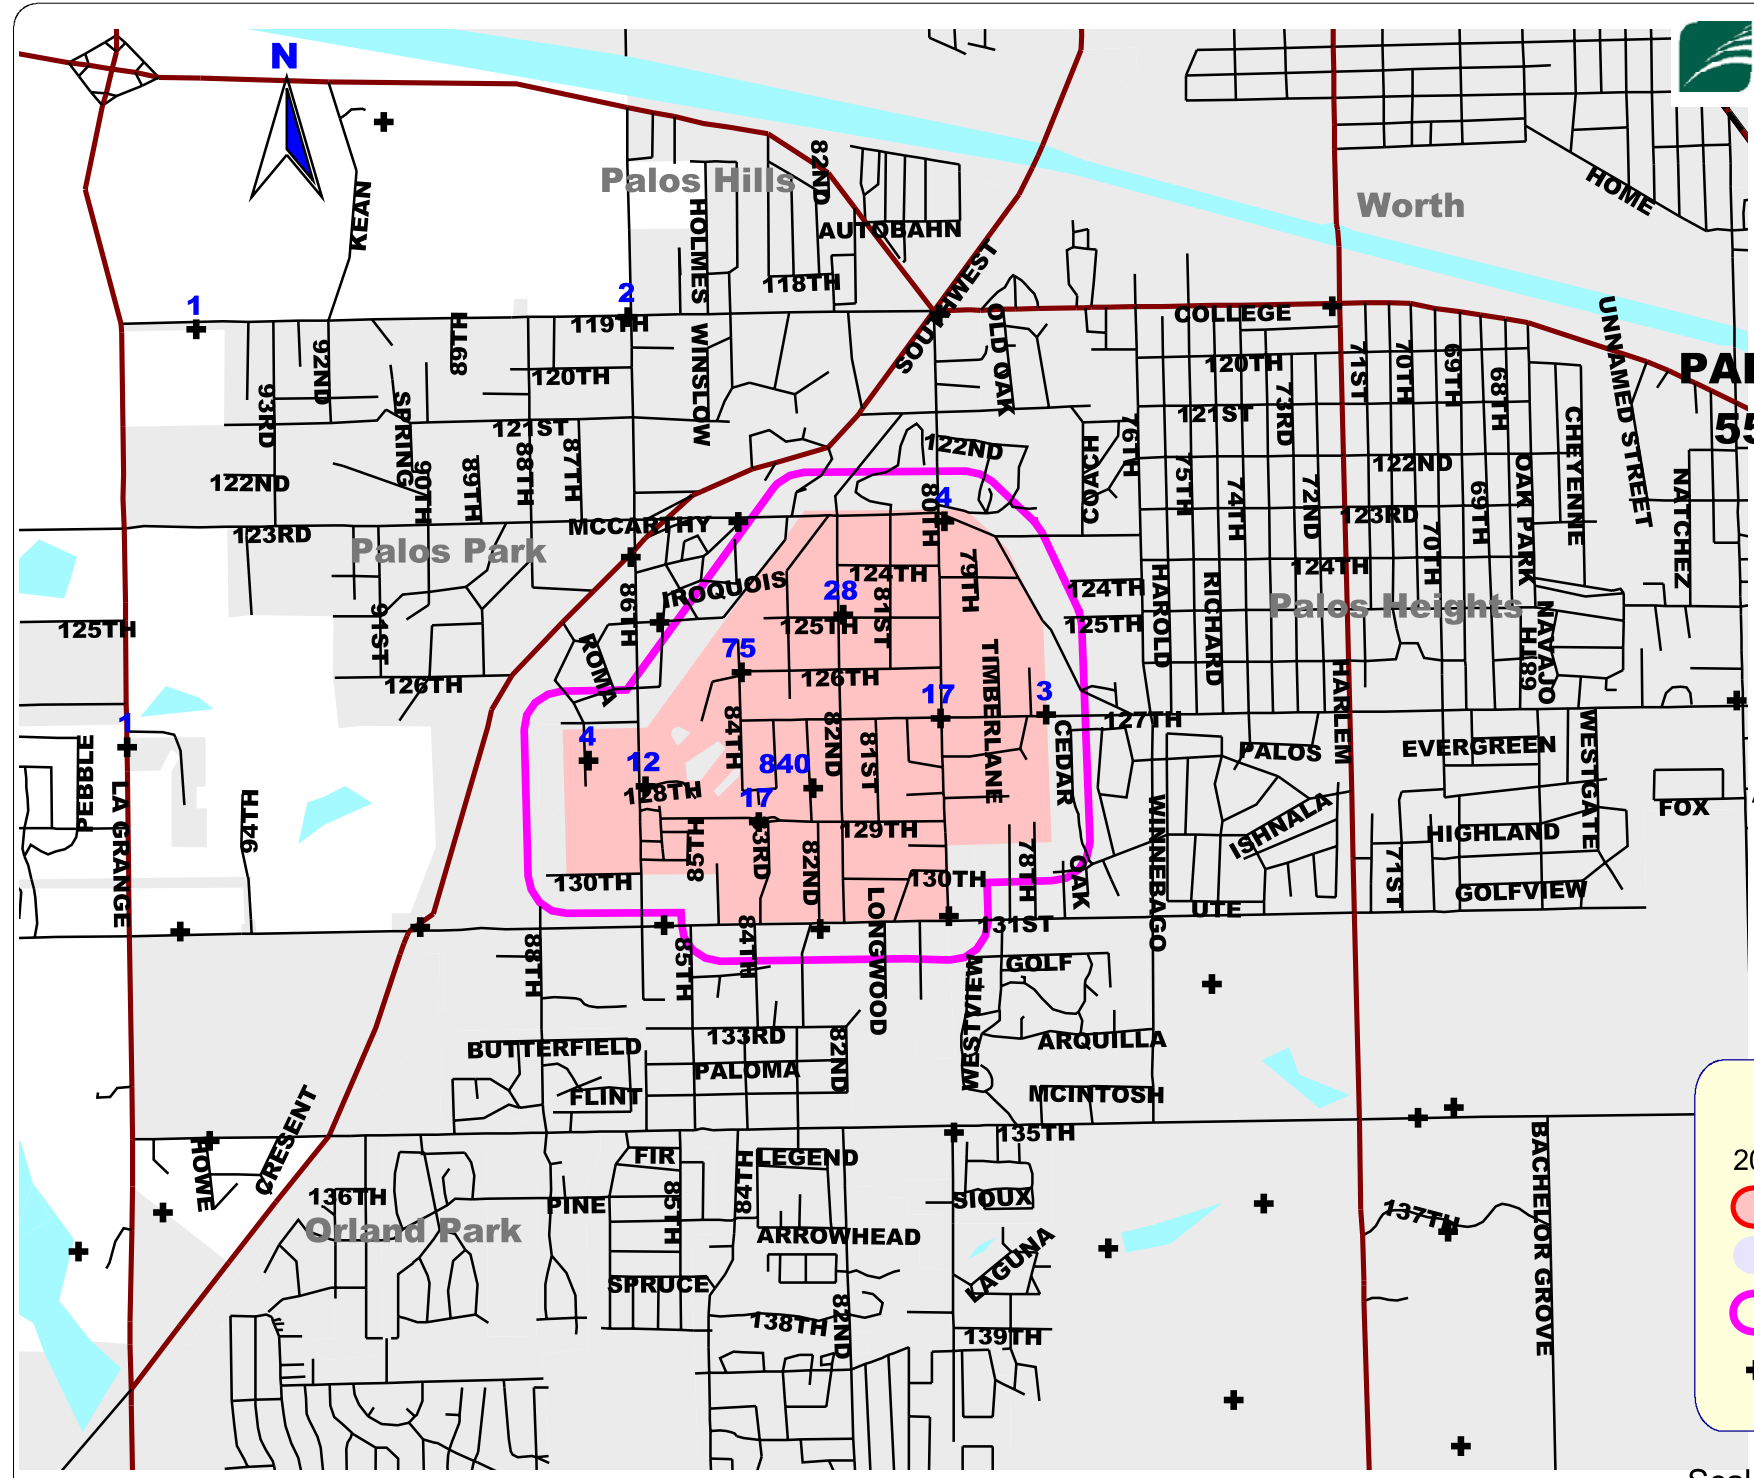 N
KEAN
Palos Hills
82ND
HOLMES
AUTOBAHN
118TH
SOUTHWEST
Worth
HOME
1
2
119TH
COLLEGE
OLD OAK
UNNAMED STREET
PAL
55
92ND
89TH
93RD
SPRING
120TH
WINSLOW
121ST
122ND
90TH
89TH
88TH
87TH
123RD
MCCARTHY
Palos Park
122ND
80TH
4
COACH
76TH
120TH
121ST
73RD
71ST
70TH
69TH
68TH
CHEYENNE
75TH
74TH
72ND
122ND
123RD
69TH
70TH
OAK PARK
NATCHEZ
124TH
Palos Heights
HAROLD
RICHARD
NAVAJO
68TH
HARLEM
125TH
91ST
126TH
86TH
IROQUOIS
ROMA
124TH
28
81ST
125TH
79TH
75
126TH
17
TIMBERLANE
3
124TH
125TH
127TH
CEDAR
1
PEBBLE
LA GRANGE
94TH
4
12
128TH
84TH
840
82ND
81ST
17
83RD
85TH
129TH
82ND
130TH
130TH
LONGWOOD
78TH
OAK
131ST
WINNEBAGO
PALOS
ISHNALA
UTE
EVERGREEN
WESTGATE
HIGHLAND
FOX
71ST
GOLFVIEW
88TH
85TH
84TH
WESTVIEW
GOLF
ARQUILLA
MCINTOSH
133RD
PALOMA
82ND
BUTTERFIELD
FLINT
135TH
HOWE
CRESENT
136TH
Orland Park
FIR
PINE
85TH
84TH
LEGEND
ARROWHEAD
SPRUCE
138TH
82ND
SIOUX
LAGUNA
139TH
137TH
BACHELOR GROVE
20